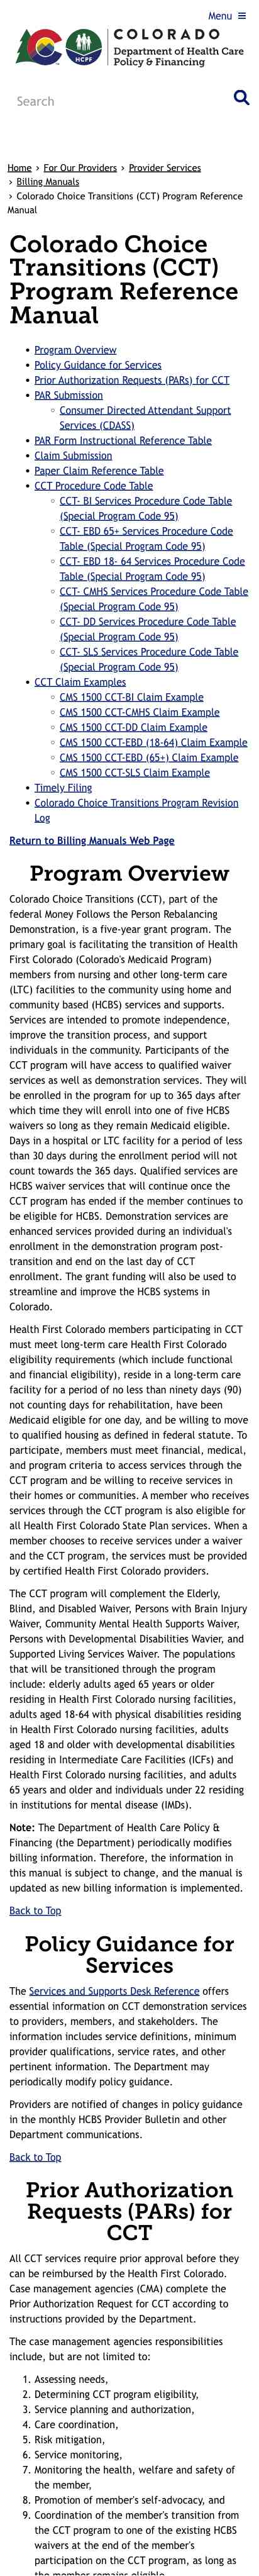 Menu ≡
COLORADO
Department of Health Care
Policy & Financing
HCPF
Search
Home › For Our Providers › Provider Services
› Billing Manuals
› Colorado Choice Transitions (CCT) Program Reference
Manual
Colorado Choice
Transitions (CCT)
Program Reference
Manual
• Program Overview
• Policy Guidance for Services
• Prior Authorization Requests (PARs) for CCT
• PAR Submission
◦ Consumer Directed Attendant Support
Services (CDASS)
• PAR Form Instructional Reference Table
• Claim Submission
• Paper Claim Reference Table
• CCT Procedure Code Table
◦ CCT- BI Services Procedure Code Table
(Special Program Code 95)
◦ CCT- EBD 65+ Services Procedure Code
Table (Special Program Code 95)
◦ CCT- EBD 18- 64 Services Procedure Code
Table (Special Program Code 95)
◦ CCT- CMHS Services Procedure Code Table
(Special Program Code 95)
◦ CCT- DD Services Procedure Code Table
(Special Program Code 95)
◦ CCT- SLS Services Procedure Code Table
(Special Program Code 95)
• CCT Claim Examples
◦ CMS 1500 CCT-BI Claim Example
◦ CMS 1500 CCT-CMHS Claim Example
◦ CMS 1500 CCT-DD Claim Example
◦ CMS 1500 CCT-EBD (18-64) Claim Example
◦ CMS 1500 CCT-EBD (65+) Claim Example
◦ CMS 1500 CCT-SLS Claim Example
• Timely Filing
• Colorado Choice Transitions Program Revision
Log
Return to Billing Manuals Web Page
Program Overview
Colorado Choice Transitions (CCT), part of the
federal Money Follows the Person Rebalancing
Demonstration, is a five-year grant program. The
primary goal is facilitating the transition of Health
First Colorado (Colorado's Medicaid Program)
members from nursing and other long-term care
(LTC) facilities to the community using home and
community based (HCBS) services and supports.
Services are intended to promote independence,
improve the transition process, and support
individuals in the community. Participants of the
CCT program will have access to qualified waiver
services as well as demonstration services. They will
be enrolled in the program for up to 365 days after
which time they will enroll into one of five HCBS
waivers so long as they remain Medicaid eligible.
Days in a hospital or LTC facility for a period of less
than 30 days during the enrollment period will not
count towards the 365 days. Qualified services are
HCBS waiver services that will continue once the
CCT program has ended if the member continues to
be eligible for HCBS. Demonstration services are
enhanced services provided during an individual's
enrollment in the demonstration program post-
transition and end on the last day of CCT
enrollment. The grant funding will also be used to
streamline and improve the HCBS systems in
Colorado.
Health First Colorado members participating in CCT
must meet long-term care Health First Colorado
eligibility requirements (which include functional
and financial eligibility), reside in a long-term care
facility for a period of no less than ninety days (90)
not counting days for rehabilitation, have been
Medicaid eligible for one day, and be willing to move
to qualified housing as defined in federal statute. To
participate, members must meet financial, medical,
and program criteria to access services through the
CCT program and be willing to receive services in
their homes or communities. A member who receives
services through the CCT program is also eligible for
all Health First Colorado State Plan services. When a
member chooses to receive services under a waiver
and the CCT program, the services must be provided
by certified Health First Colorado providers.
The CCT program will complement the Elderly,
Blind, and Disabled Waiver, Persons with Brain Injury
Waiver, Community Mental Health Supports Waiver,
Persons with Developmental Disabilities Wavier, and
Supported Living Services Waiver. The populations
that will be transitioned through the program
include: elderly adults aged 65 years or older
residing in Health First Colorado nursing facilities,
adults aged 18-64 with physical disabilities residing
in Health First Colorado nursing facilities, adults
aged 18 and older with developmental disabilities
residing in Intermediate Care Facilities (ICFs) and
Health First Colorado nursing facilities, and adults
65 years and older and individuals under 22 residing
in institutions for mental disease (IMDs).
Note: The Department of Health Care Policy &
Financing (the Department) periodically modifies
billing information. Therefore, the information in
this manual is subject to change, and the manual is
updated as new billing information is implemented.
Back to Top
Policy Guidance for
Services
The Services and Supports Desk Reference offers
essential information on CCT demonstration services
to providers, members, and stakeholders. The
information includes service definitions, minimum
provider qualifications, service rates, and other
pertinent information. The Department may
periodically modify policy guidance.
Providers are notified of changes in policy guidance
in the monthly HCBS Provider Bulletin and other
Department communications.
Back to Top
Prior Authorization
Requests (PARs) for
CCT
All CCT services require prior approval before they
can be reimbursed by the Health First Colorado.
Case management agencies (CMA) complete the
Prior Authorization Request for CCT according to
instructions provided by the Department.
The case management agencies responsibilities
include, but are not limited to:
1. Assessing needs,
2. Determining CCT program eligibility,
3. Service planning and authorization,
4. Care coordination,
5. Risk mitigation,
6. Service monitoring,
7. Monitoring the health, welfare and safety of
the member,
8. Promotion of member's self-advocacy, and
9. Coordination of the member's transition from
the CCT program to one of the existing HCBS
waivers at the end of the member's
participation on the CCT program, as long as
the member remains eligible